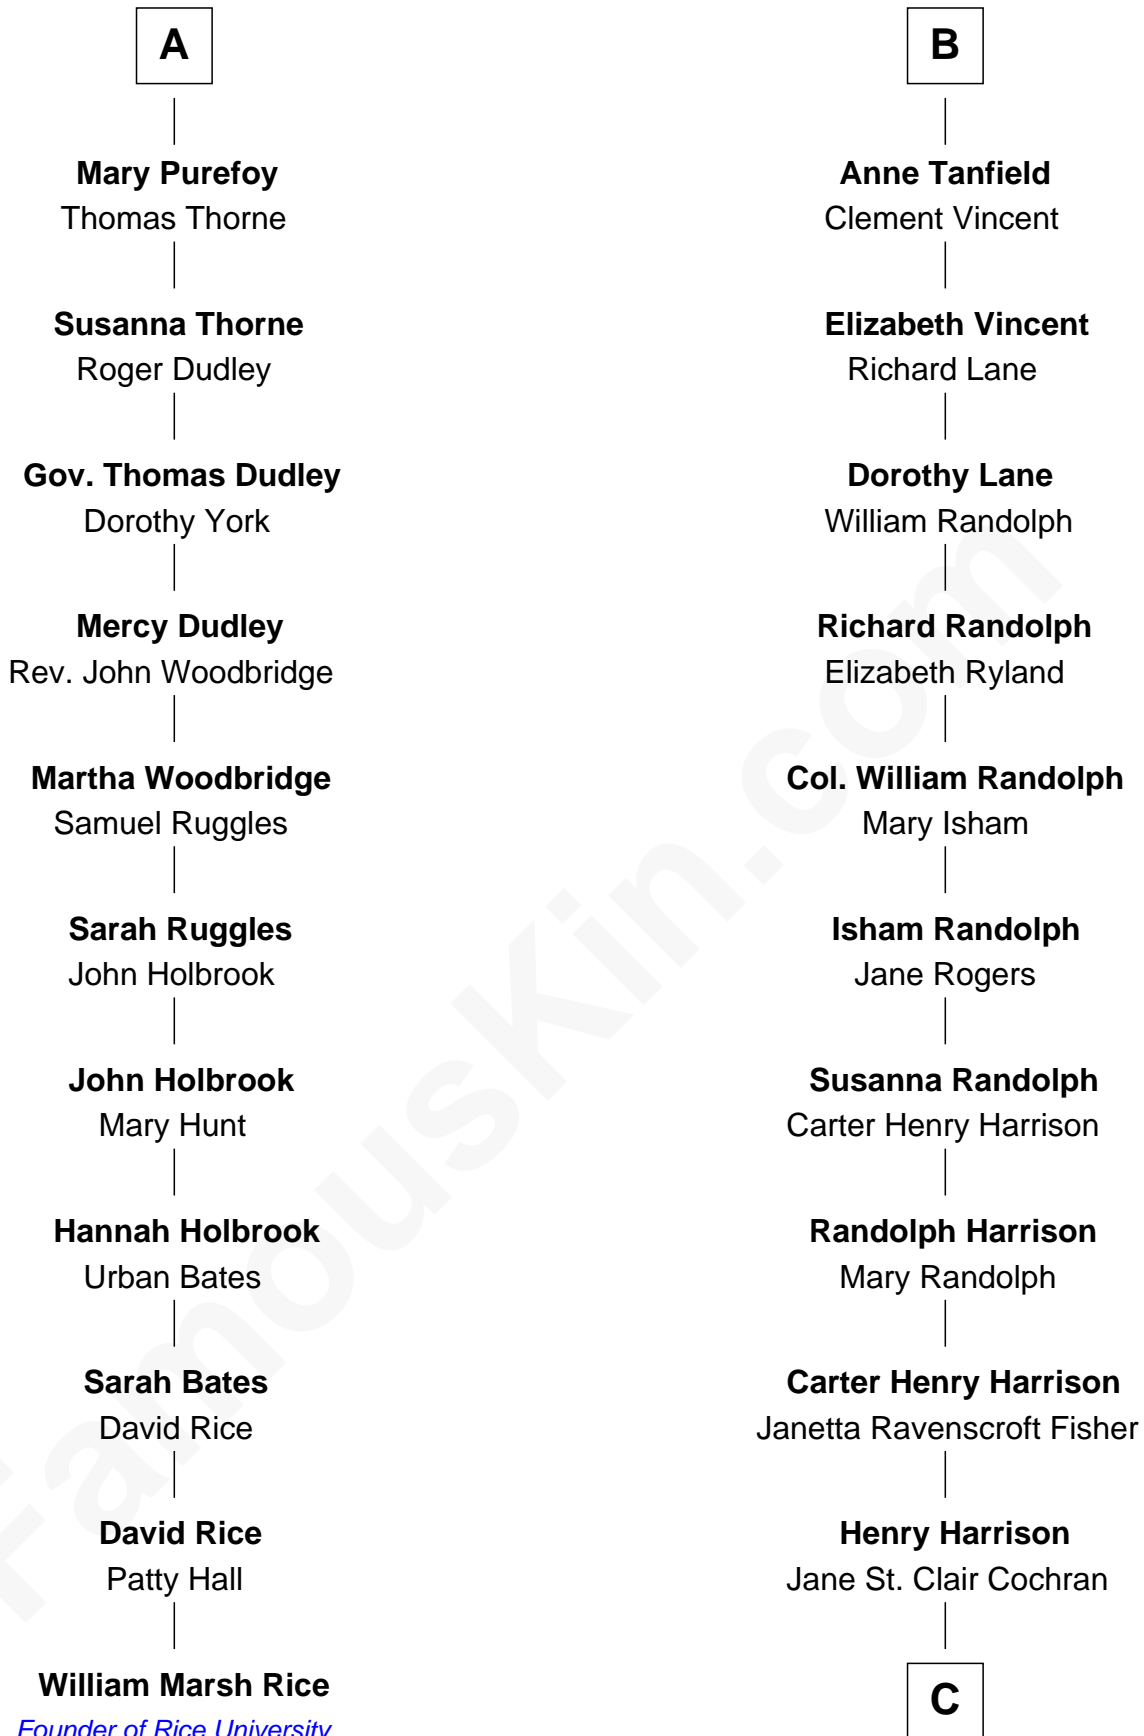 A
Mary Purefoy
Thomas Thorne
Susanna Thorne
Roger Dudley
Gov. Thomas Dudley
Dorothy York
Mercy Dudley
Rev. John Woodbridge
Martha Woodbridge
Samuel Ruggles
Sarah Ruggles
John Holbrook
John Holbrook
Mary Hunt
Hannah Holbrook
Urban Bates
Sarah Bates
David Rice
David Rice
Patty Hall
William Marsh Rice
Founder of Rice University
B
Anne Tanfield
Clement Vincent
Elizabeth Vincent
Richard Lane
Dorothy Lane
William Randolph
Richard Randolph
Elizabeth Ryland
Col. William Randolph
Mary Isham
Isham Randolph
Jane Rogers
Susanna Randolph
Carter Henry Harrison
Randolph Harrison
Mary Randolph
Carter Henry Harrison
Janetta Ravenscroft Fisher
Henry Harrison
Jane St. Clair Cochran
C
FamousKin.com